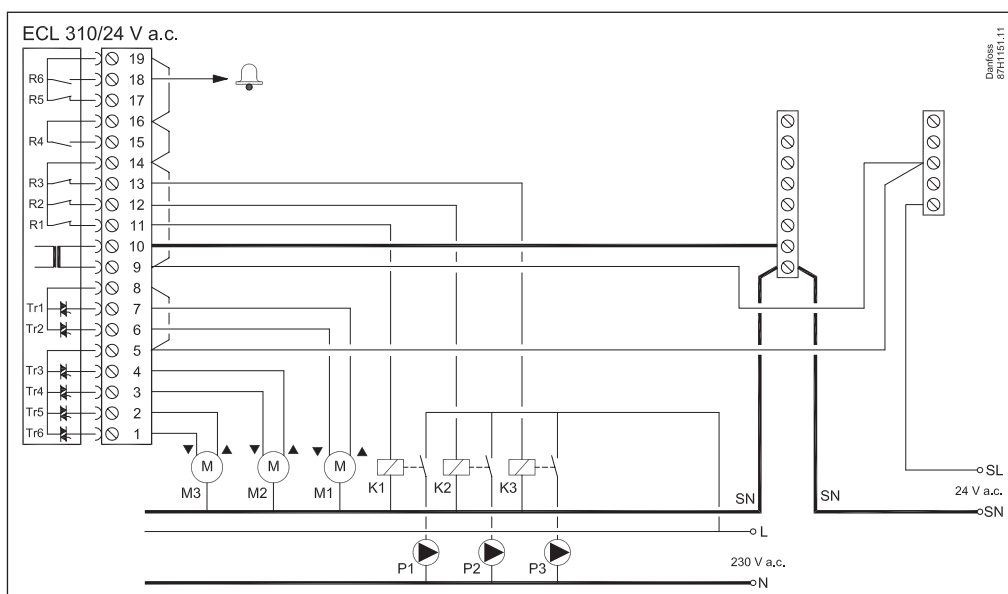 ECL 310/24 V a.c.
Danfoss
87H1151.11
19
R6 18
R5 17
16
R4 15
14
R3 13
R2 12
R1 11
10
9
8
Tr1 7
Tr2 6
5
Tr3 4
Tr4 3
Tr5 2
Tr6 1
M M M
M3 M2 M1 K1 K2 K3
SN SN
SL
24 V a.c.
SN
L
P1 P2 P3
230 V a.c.
N